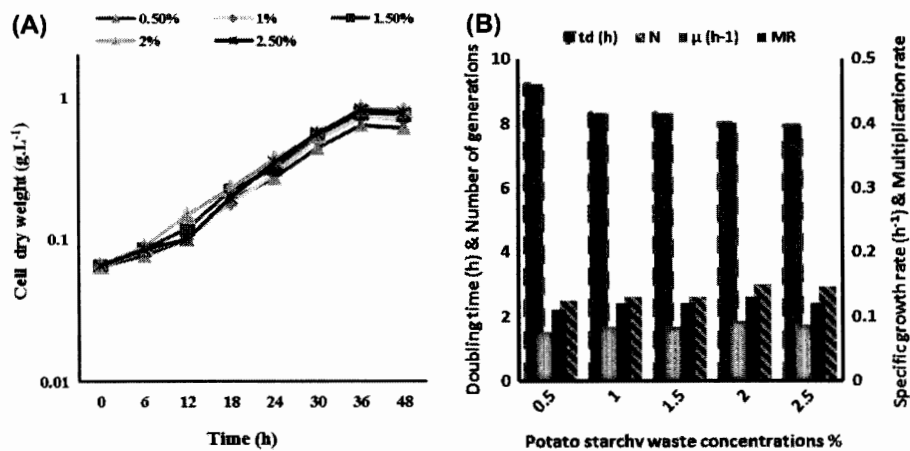 (A)
0.50% 1% 1.50%
2% 2.50%
Cell dry weight (g.L-1)
1
0.1
0.01
0 6 12 18 24 30 36 48
Time (h)
(B)
td (h) N μ (h-1) MR
Doubling time (h) & Number of generations
10
8
6
4
2
0
Specific growth rate (h-1) & Multiplication rate
0.5
0.4
0.3
0.2
0.1
0
0.5 1 1.5 2 2.5
Potato starchy waste concentrations %